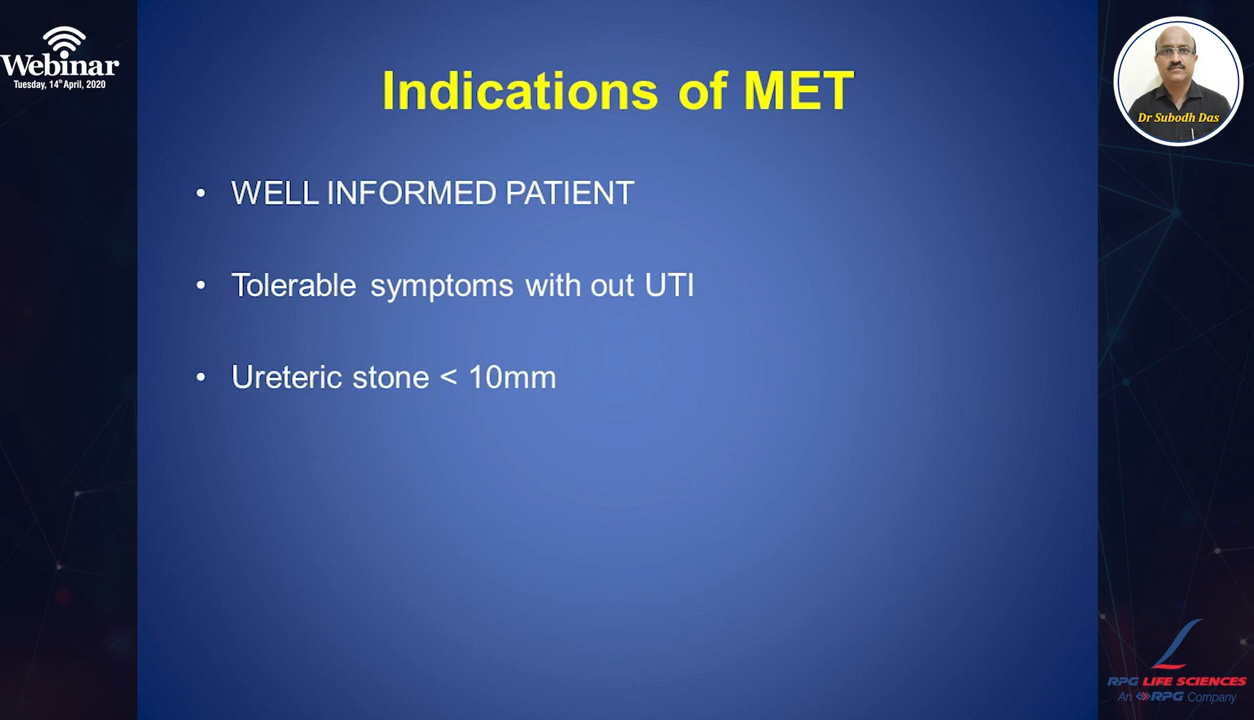 Webinar
Tuesday, 14th April, 2020
Indications of MET
Dr Subodh Das
• WELL INFORMED PATIENT
• Tolerable symptoms with out UTI
• Ureteric stone < 10mm
RPG LIFE SCIENCES
An RPG Company